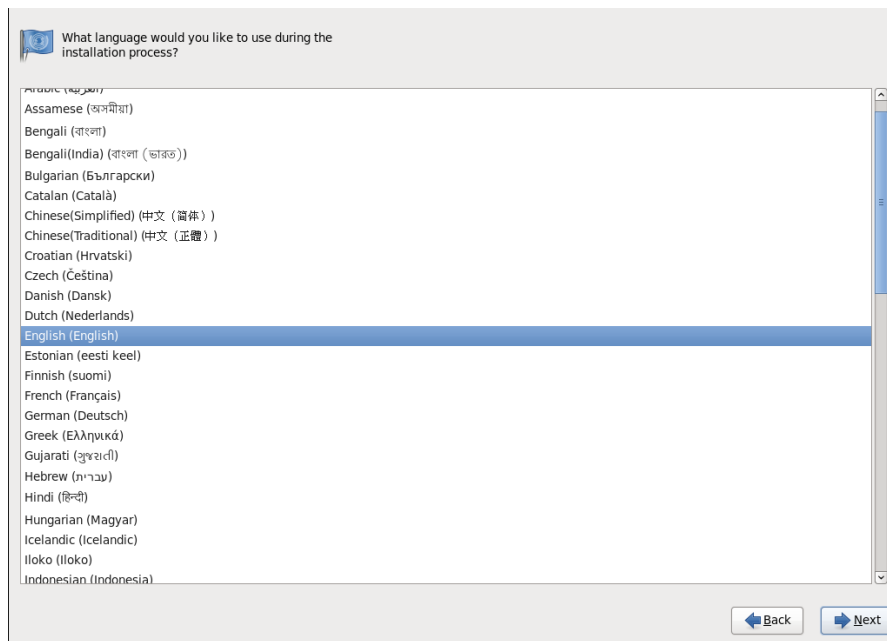 What language would you like to use during the
installation process?
Arabic (العربية)
Assamese (অসমীয়া)
Bengali (বাংলা)
Bengali(India) (বাংলা (ভারত))
Bulgarian (Български)
Catalan (Català)
Chinese(Simplified) (中文（简体）)
Chinese(Traditional) (中文（正體）)
Croatian (Hrvatski)
Czech (Čeština)
Danish (Dansk)
Dutch (Nederlands)
English (English)
Estonian (eesti keel)
Finnish (suomi)
French (Français)
German (Deutsch)
Greek (Ελληνικά)
Gujarati (ગુજરાતી)
Hebrew (עברית)
Hindi (हिन्दी)
Hungarian (Magyar)
Icelandic (Icelandic)
Iloko (Iloko)
Indonesian (Indonesia)
Back
Next